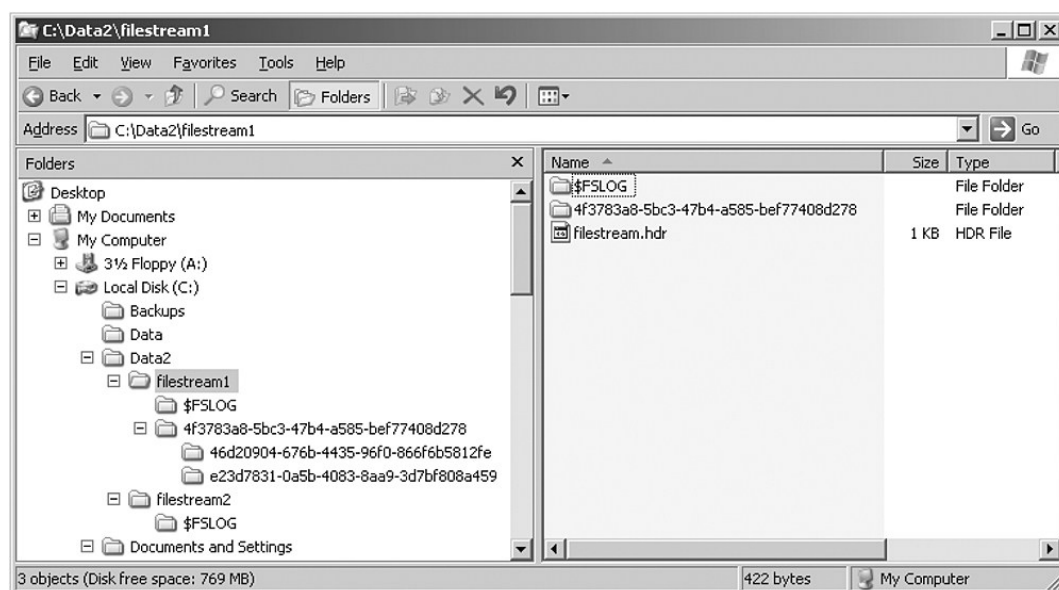 C:\Data2\filestream1
File Edit View Favorites Tools Help
Back Search Folders
Address C:\Data2\filestream1 Go
Folders
Desktop
My Documents
My Computer
3½ Floppy (A:)
Local Disk (C:)
Backups
Data
Data2
filestream1
$FSLOG
4f3783a8-5bc3-47b4-a585-bef77408d278
46d20904-676b-4435-96f0-866f6b5812fe
e23d7831-0a5b-4083-8aa9-3d7bf808a459
filestream2
$FSLOG
Documents and Settings
Name Size Type
$FSLOG File Folder
4f3783a8-5bc3-47b4-a585-bef77408d278 File Folder
filestream.hdr 1 KB HDR File
3 objects (Disk free space: 769 MB) 422 bytes My Computer